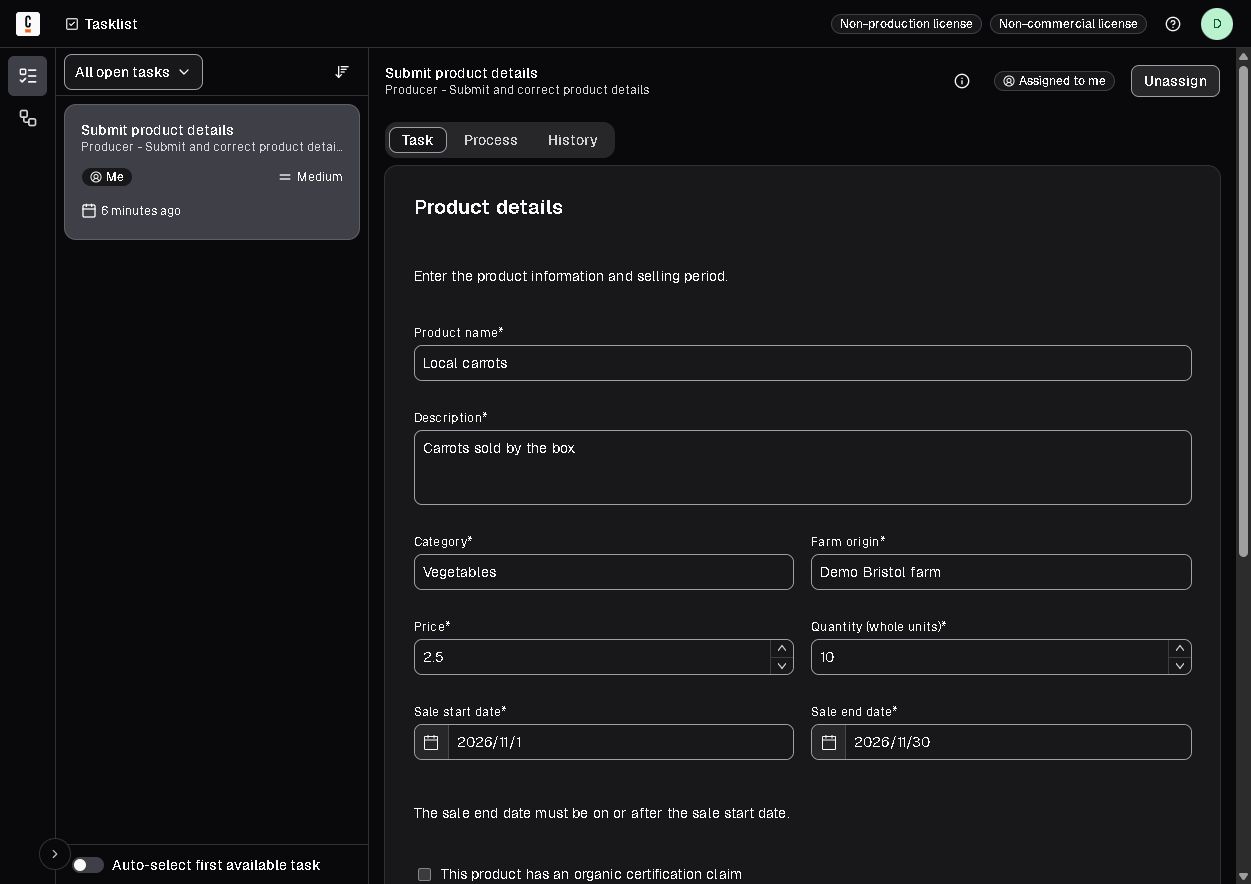 C
Tasklist
Non-production license
Non-commercial license
D
All open tasks
Submit product details
Producer - Submit and correct product detai...
Me
Medium
6 minutes ago
Auto-select first available task
Submit product details
Producer - Submit and correct product details
Assigned to me
Unassign
Task
Process
History
Product details
Enter the product information and selling period.
Product name*
Local carrots
Description*
Carrots sold by the box
Category*
Farm origin*
Vegetables
Demo Bristol farm
Price*
Quantity (whole units)*
2.5
10
Sale start date*
Sale end date*
2026/11/1
2026/11/30
The sale end date must be on or after the sale start date.
This product has an organic certification claim